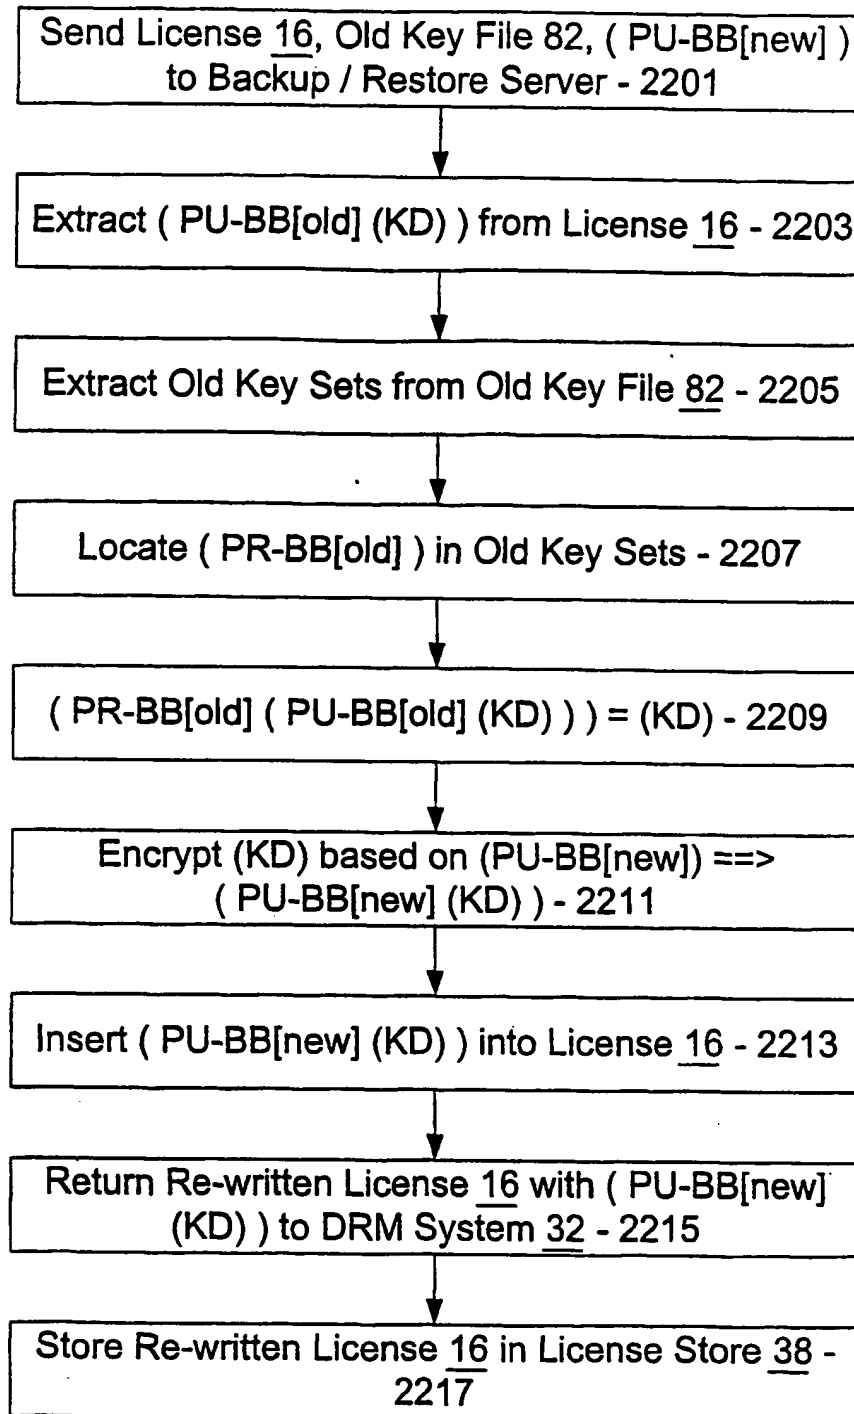 Send License 16, Old Key File 82, ( PU-BB[new] )
to Backup / Restore Server - 2201
Extract ( PU-BB[old] (KD) ) from License 16 - 2203
Extract Old Key Sets from Old Key File 82 - 2205
Locate ( PR-BB[old] ) in Old Key Sets - 2207
( PR-BB[old] ( PU-BB[old] (KD) ) ) = (KD) - 2209
Encrypt (KD) based on (PU-BB[new]) ==>
( PU-BB[new] (KD) ) - 2211
Insert ( PU-BB[new] (KD) ) into License 16 - 2213
Return Re-written License 16 with ( PU-BB[new]
(KD) ) to DRM System 32 - 2215
Store Re-written License 16 in License Store 38 -
2217